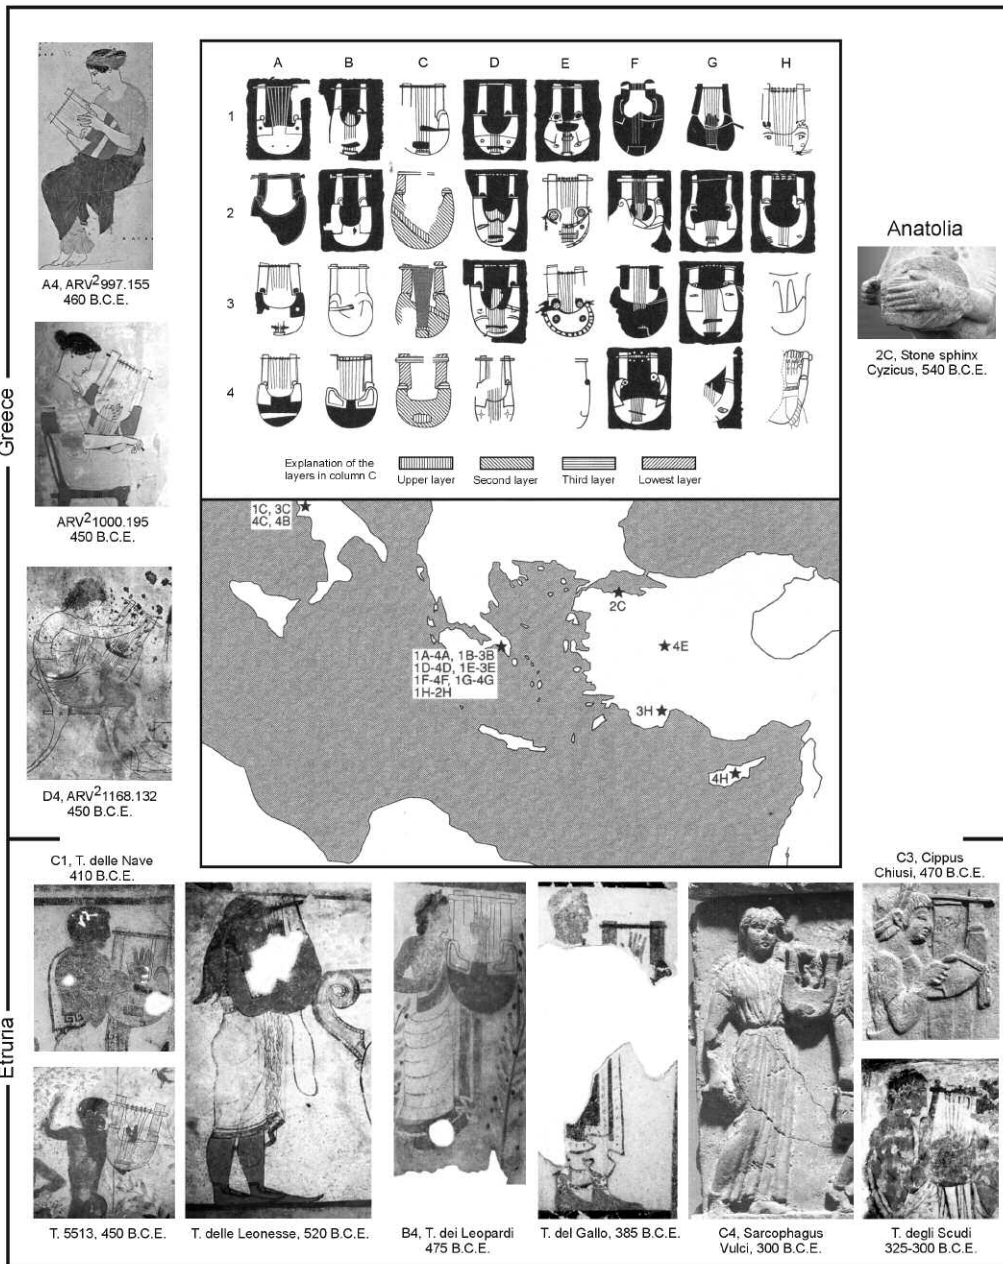 A B C D E F G H
1
2
3
4
Explanation of the
layers in column C
Upper layer
Second layer
Third layer
Lowest layer
Greece
A4, ARV²997.155
460 B.C.E.
ARV²1000.195
450 B.C.E.
D4, ARV²1168.132
450 B.C.E.
Anatolia
2C, Stone sphinx
Cyzicus, 540 B.C.E.
1C, 3C
4C, 4B
2C
1A-4A, 1B-3B
1D-4D, 1E-3E
1F-4F, 1G-4G
1H-2H
4E
3H
4H
Etruria
C1, T. delle Nave
410 B.C.E.
C3, Cippus
Chiusi, 470 B.C.E.
T. 5513, 450 B.C.E.
T. delle Leonesse, 520 B.C.E.
B4, T. dei Leopardi
475 B.C.E.
T. del Gallo, 385 B.C.E.
C4, Sarcophagus
Vulci, 300 B.C.E.
T. degli Scudi
325-300 B.C.E.